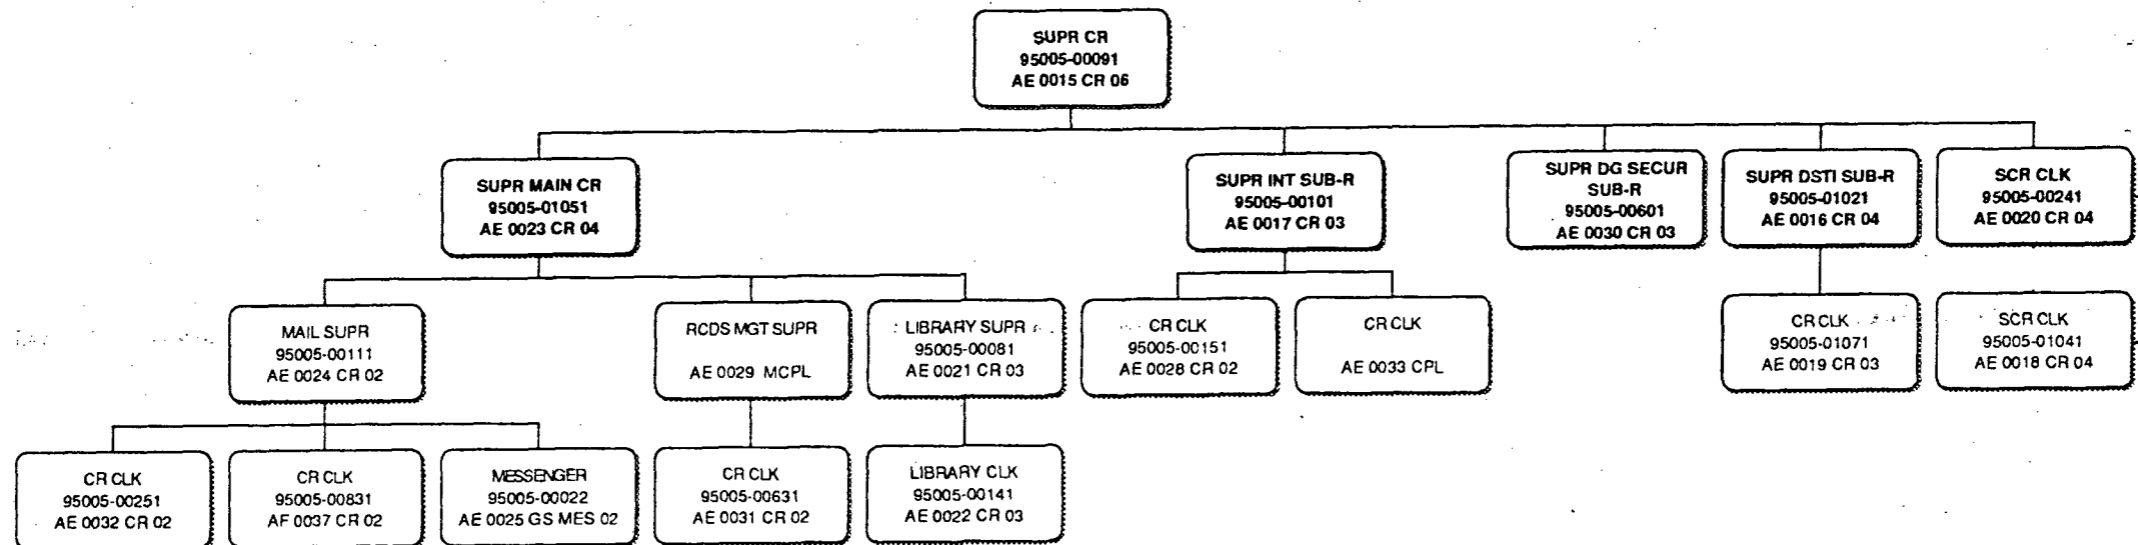 SUPR CR
95005-00091
AE 0015 CR 06
SUPR MAIN CR
95005-01051
AE 0023 CR 04
SUPR INT SUB-R
95005-00101
AE 0017 CR 03
SUPR DG SECUR
SUB-R
95005-00601
AE 0030 CR 03
SUPR DSTI SUB-R
95005-01021
AE 0016 CR 04
SCR CLK
95005-00241
AE 0020 CR 04
MAIL SUPR
95005-00111
AE 0024 CR 02
RCDS MGT SUPR
AE 0029 MCPL
LIBRARY SUPR
95005-00081
AE 0021 CR 03
CR CLK
95005-00151
AE 0028 CR 02
CR CLK
AE 0033 CPL
CR CLK
95005-01071
AE 0019 CR 03
SCR CLK
95005-01041
AE 0018 CR 04
CR CLK
95005-00251
AE 0032 CR 02
CR CLK
95005-00831
AF 0037 CR 02
MESSENGER
95005-00022
AE 0025 GS MES 02
CR CLK
95005-00631
AE 0031 CR 02
LIBRARY CLK
95005-00141
AE 0022 CR 03